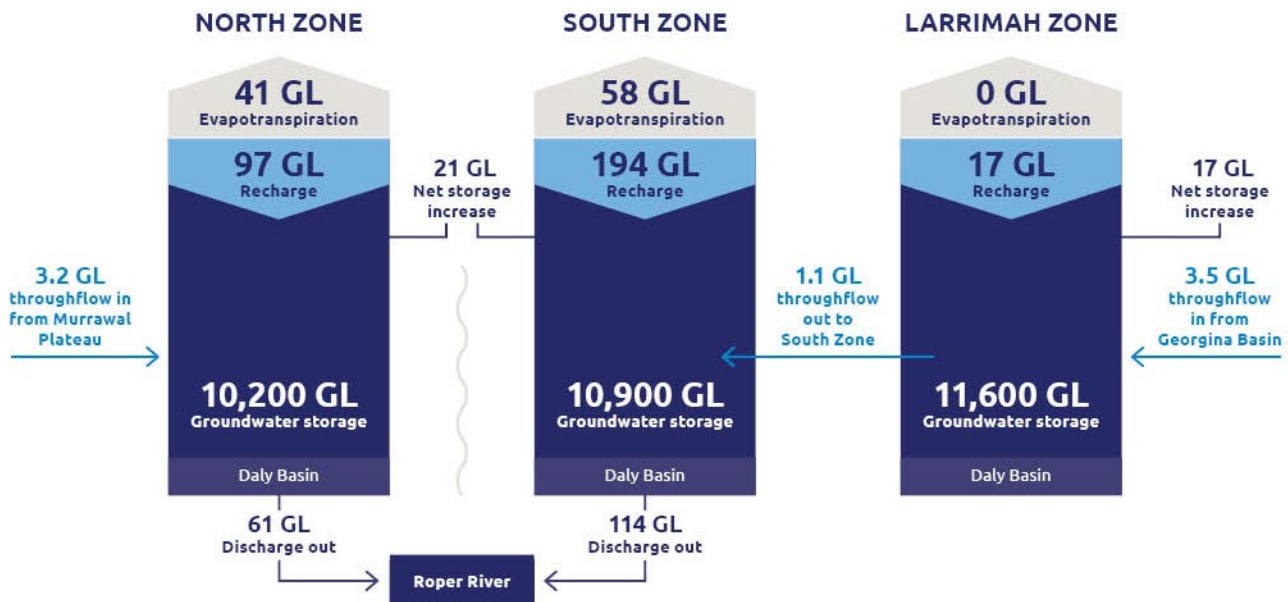 NORTH ZONE
41 GL
Evapotranspiration
97 GL
Recharge
10,200 GL
Groundwater storage
Daly Basin
61 GL
Discharge out
3.2 GL
throughflow in
from Murrawal
Plateau
21 GL
Net storage
increase
SOUTH ZONE
58 GL
Evapotranspiration
194 GL
Recharge
10,900 GL
Groundwater storage
Daly Basin
114 GL
Discharge out
Roper River
1.1 GL
throughflow
out to
South Zone
LARRIMAH ZONE
0 GL
Evapotranspiration
17 GL
Recharge
11,600 GL
Groundwater storage
Daly Basin
17 GL
Net storage
increase
3.5 GL
throughflow
in from
Georgina Basin